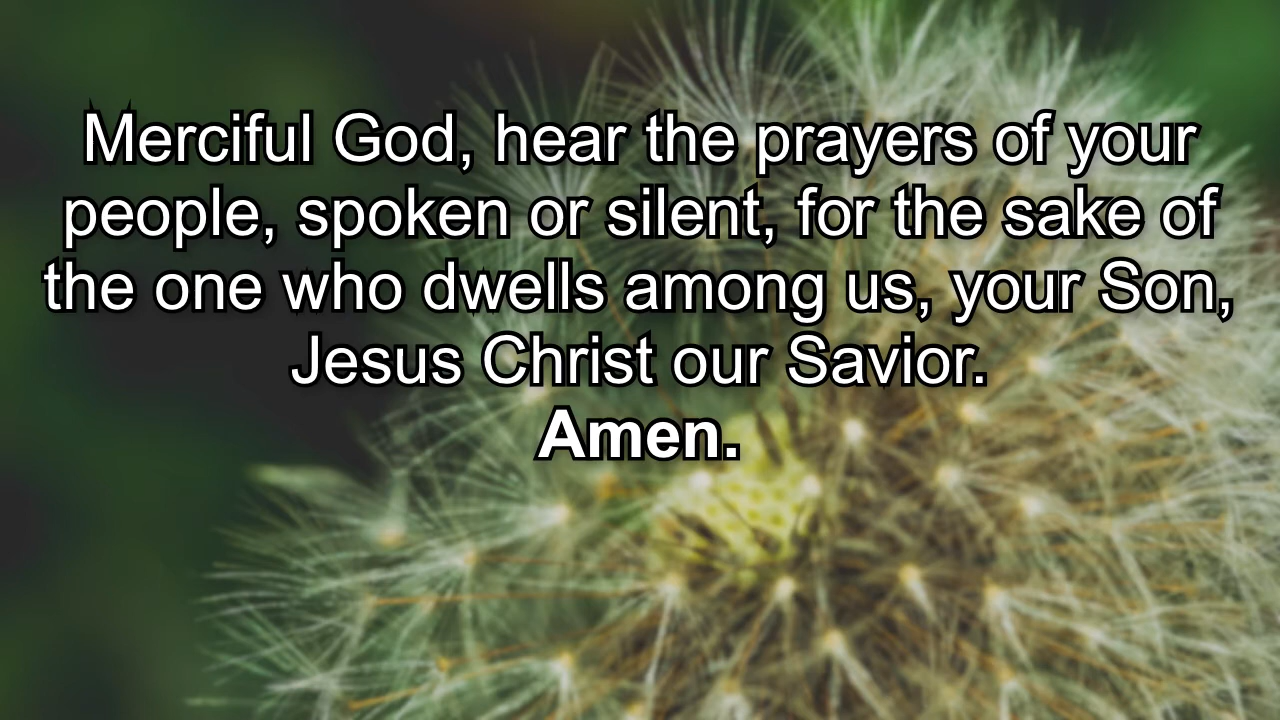 Merciful God, hear the prayers of your
people, spoken or silent, for the sake of
the one who dwells among us, your Son,
Jesus Christ our Savior.
Amen.